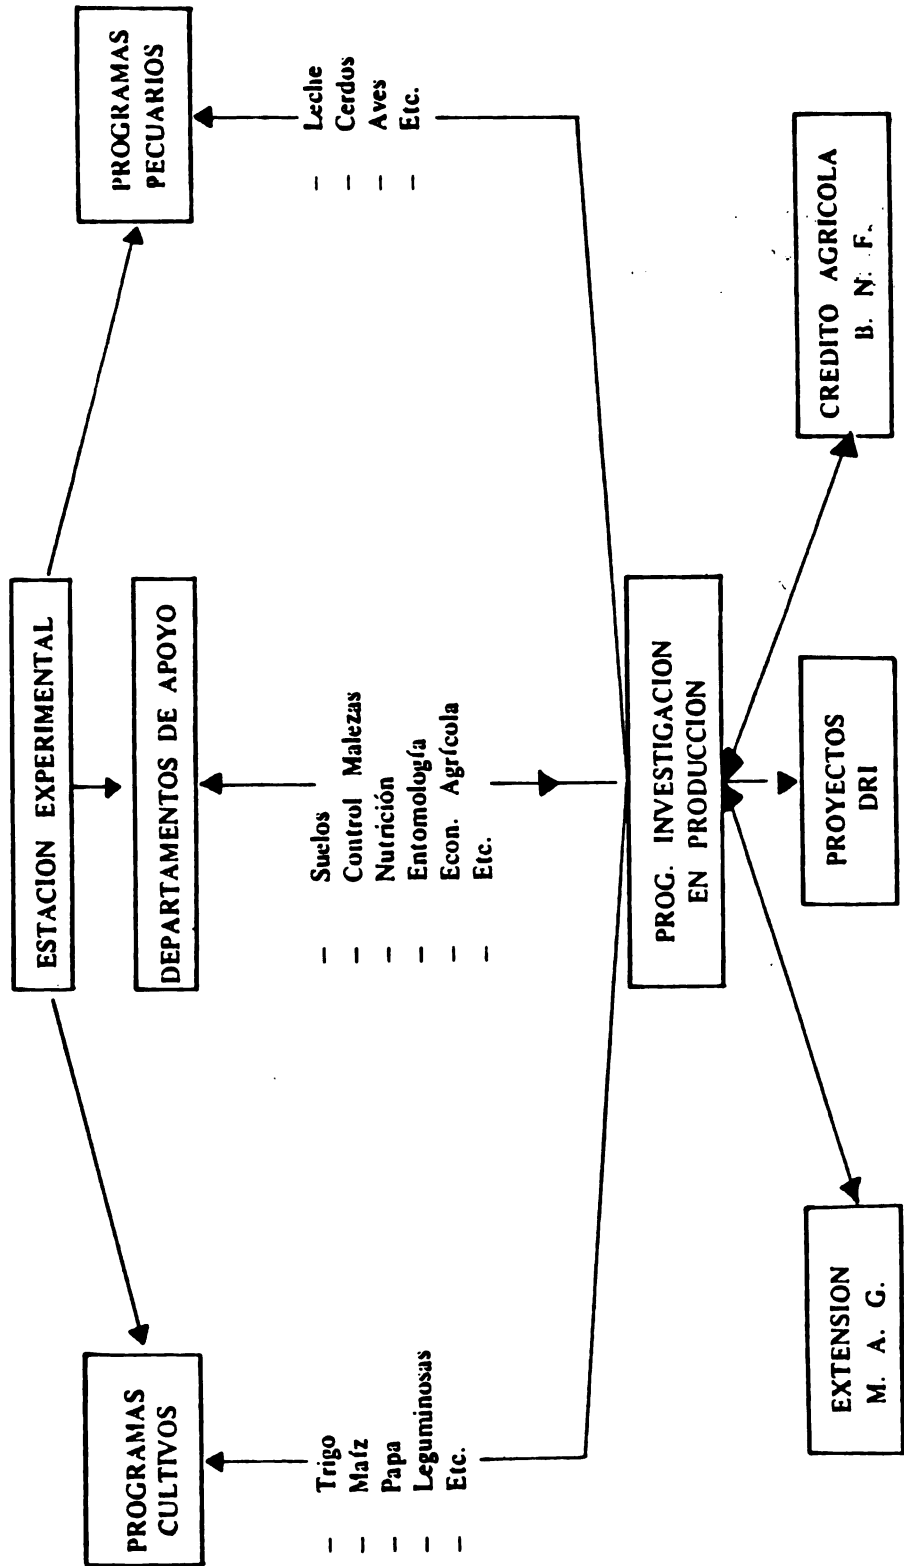 ESTACION EXPERIMENTAL
PROGRAMAS
CULTIVOS
DEPARTAMENTOS DE APOYO
PROGRAMAS
PECUARIOS
- Trigo
- Maíz
- Papa
- Leguminosas
- Etc.
- Suelos
- Control Malezas
- Nutrición
- Entomología
- Econ. Agrícola
- Etc.
- Leche
- Cerdos
- Aves
- Etc.
PROG. INVESTIGACION
EN PRODUCCION
EXTENSION
M. A. G.
PROYECTOS
DRI
CREDITO AGRICOLA
B. N. F.